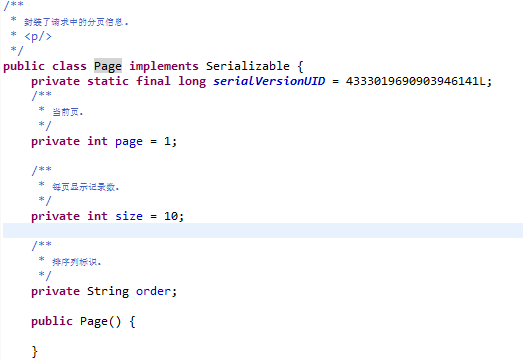 /**
 * 封装了请求中的分页信息.
 * <p/>
 */
public class Page implements Serializable {
    private static final long serialVersionUID = 4333019690903946141L;
    /**
     * 当前页.
     */
    private int page = 1;

    /**
     * 每页显示记录数.
     */
    private int size = 10;

    /**
     * 排序列标识.
     */
    private String order;

    public Page() {

    }